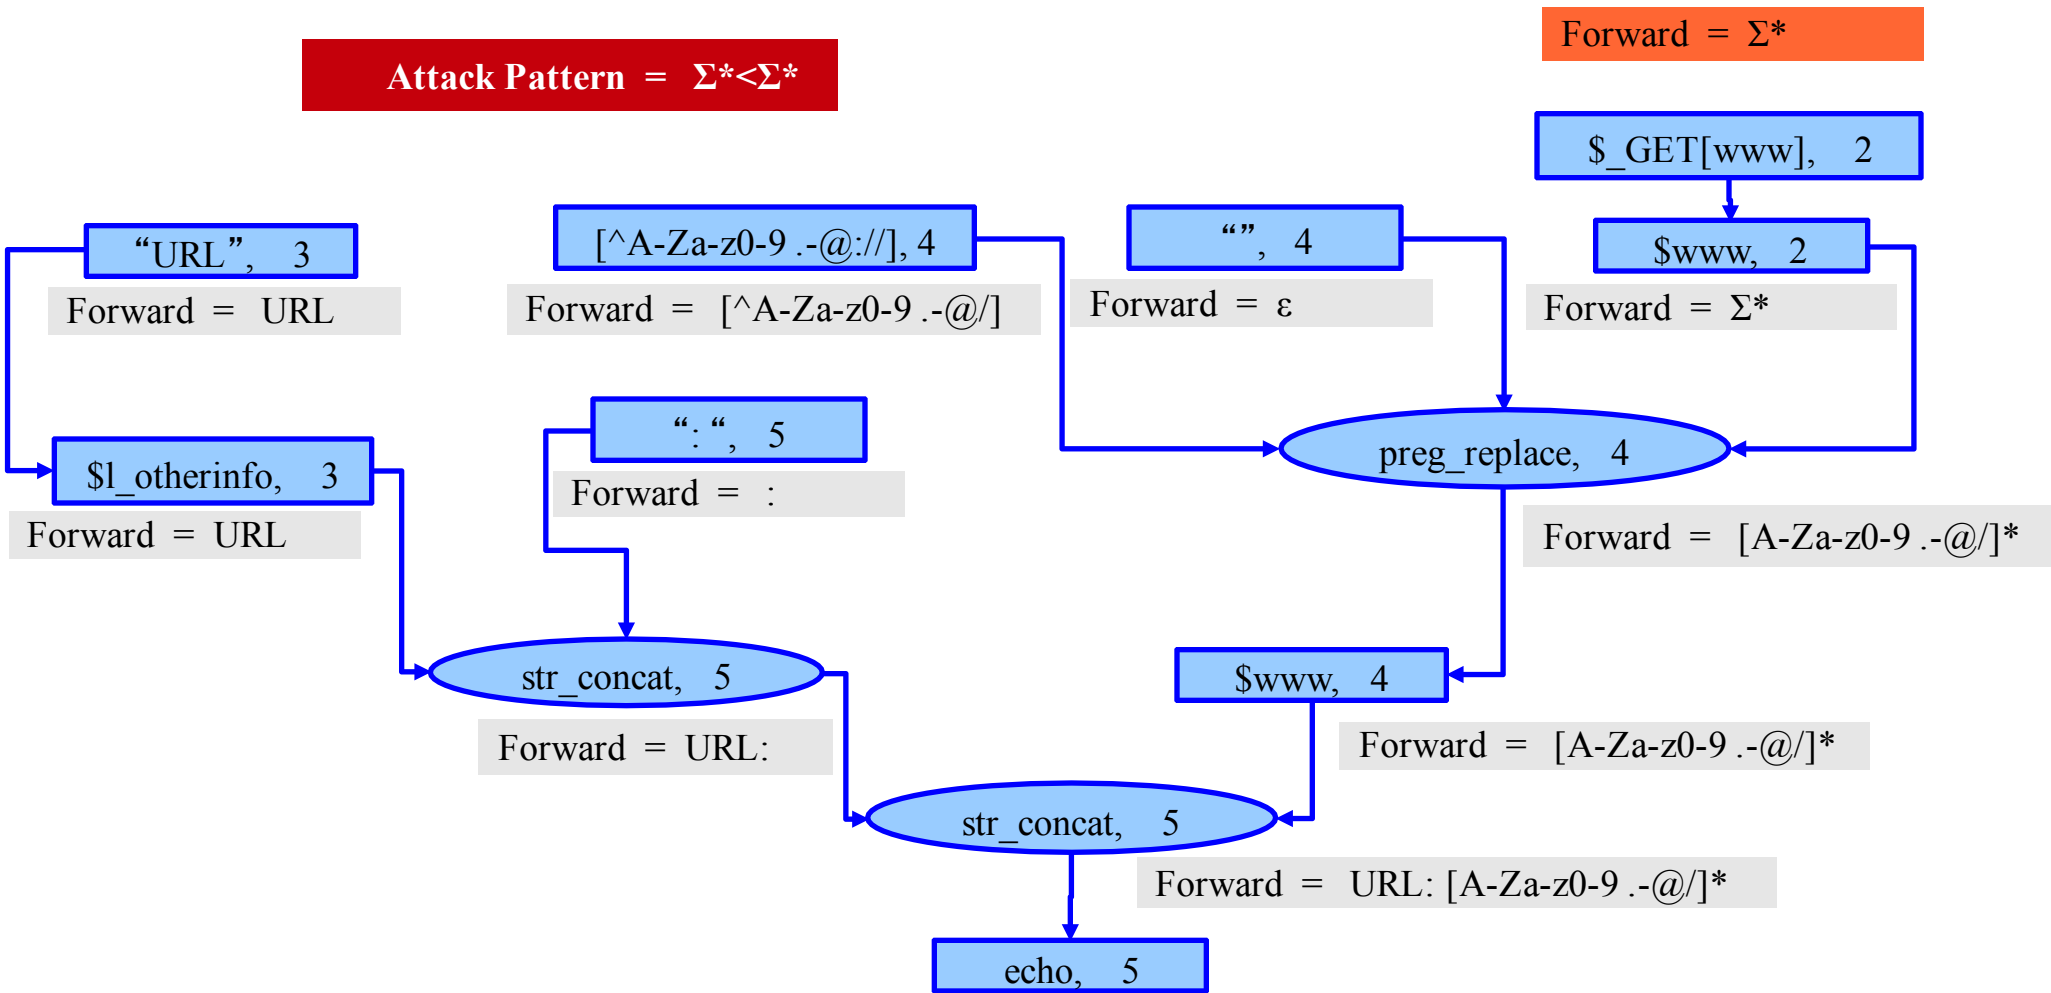 Forward = Σ*
Attack Pattern = Σ*<Σ*
$_GET[www], 2
“URL”, 3
[^A-Za-z0-9 .-@://], 4
“”, 4
$www, 2
Forward = URL
Forward = [^A-Za-z0-9 .-@/]
Forward = ε
Forward = Σ*
“: “, 5
$l_otherinfo, 3
preg_replace, 4
Forward = :
Forward = URL
Forward = [A-Za-z0-9 .-@/]*
str_concat, 5
$www, 4
Forward = URL:
Forward = [A-Za-z0-9 .-@/]*
str_concat, 5
Forward = URL: [A-Za-z0-9 .-@/]*
echo, 5